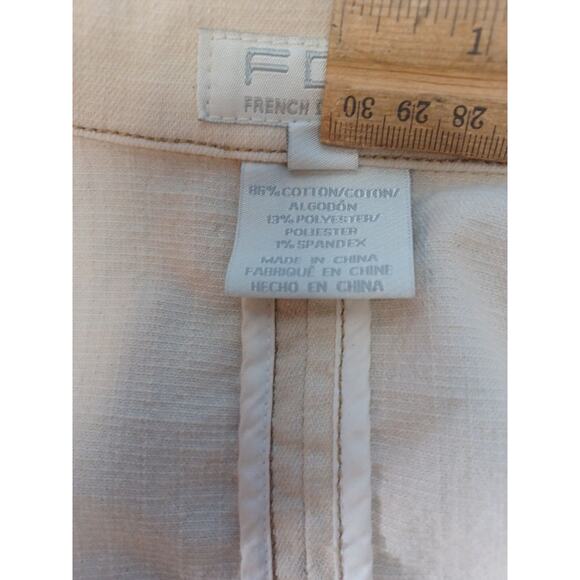 FD
FRENCH
1
30 29 28
86% COTTON/COTON/
ALGODÓN
13% POLYESTER/
POLIESTER
1% SPANDEX
MADE IN CHINA
FABRIQUÉ EN CHINE
HECHO EN CHINA